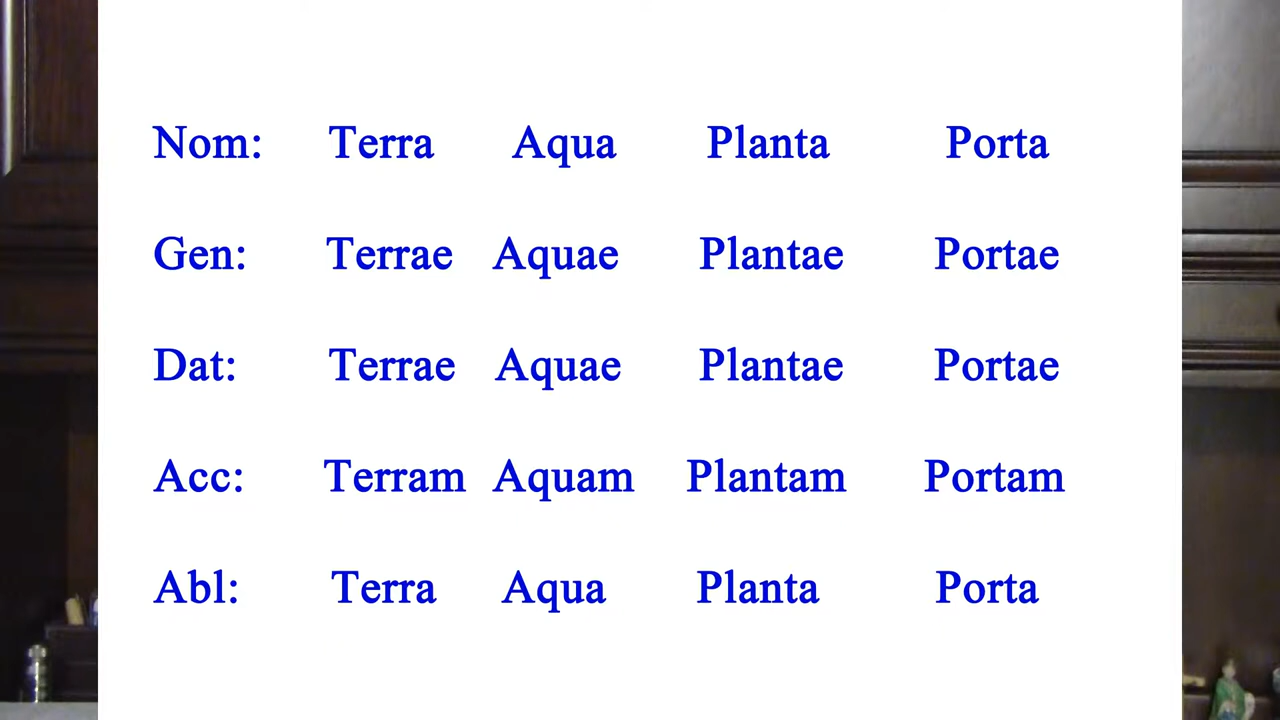 Nom: Terra Aqua Planta Porta
Gen: Terrae Aquae Plantae Portae
Dat: Terrae Aquae Plantae Portae
Acc: Terram Aquam Plantam Portam
Abl: Terra Aqua Planta Porta